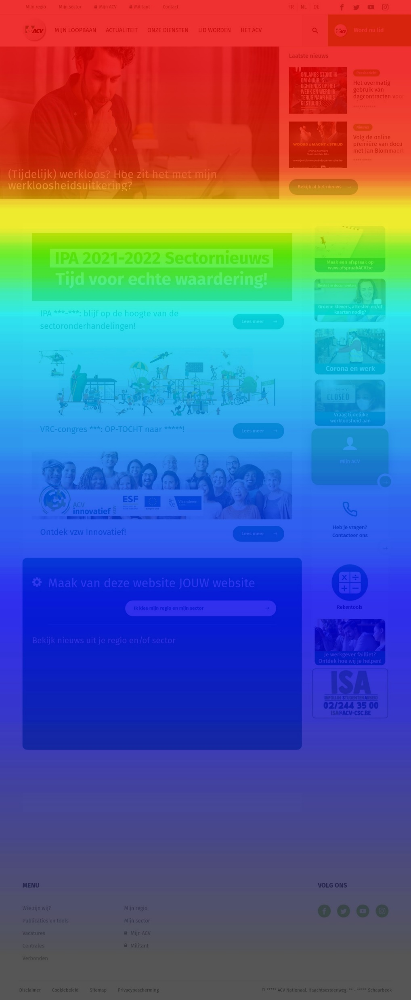 Mijn regio Mijn sector Mijn ACV Militant Contact FR NL DE
ACV
MIJN LOOPBAAN ACTUALITEIT ONZE DIENSTEN LID WORDEN HET ACV
ACV Word nu lid
(Tijdelijk) werkloos? Hoe zit het met mijn
werkloosheidsuitkering?
Laatste nieuws
ONLANGS STOND IK
OM 4 UUR 'S
OCHTENDS OP HET
WERK EN WERD IK
TERUG NAAR HUIS
GESTUURD.
Persbericht
Het overmatig
gebruik van
dagcontracten voor
WOORD x MACHT x STRIJD
Online première
14 november 20u
www.janblommaert-documentaire.be
Nieuws
Volg de online
première van docu
met Jan Blommaert
Bekijk al het nieuws
IPA 2021-2022 Sectornieuws
Tijd voor echte waardering!
IPA ***-***: blijf op de hoogte van de
sectoronderhandelingen!
Lees meer
VRC-congres ***: OP-TOCHT naar *****!
Lees meer
ACV
innovatief vzw
ESF
Vlaanderen
Ontdek vzw Innovatief!
Lees meer
Maak van deze website JOUW website
Ik kies mijn regio en mijn sector
Bekijk nieuws uit je regio en/of sector
Maak een afspraak op
www.afspraakACV.be
Bestel je documenten
Groene klevers, attesten en/of
kaarten nodig?
Corona en werk
CLOSED
Vraag tijdelijke
werkloosheid aan
Mijn ACV
Heb je vragen?
Contacteer ons
Rekentools
Je werkgever failliet?
Ontdek hoe wij je helpen!
ISA
INFOLIJN STUDENTENARBEID
02/244 35 00
ISA@ACV-CSC.BE
MENU
Wie zijn wij?
Publicaties en tools
Vacatures
Centrales
Verbonden
Mijn regio
Mijn sector
Mijn ACV
Militant
VOLG ONS
Disclaimer Cookiebeleid Sitemap Privacybescherming
© ***** ACV Nationaal. Haachtsesteenweg, ** - ***** Schaarbeek